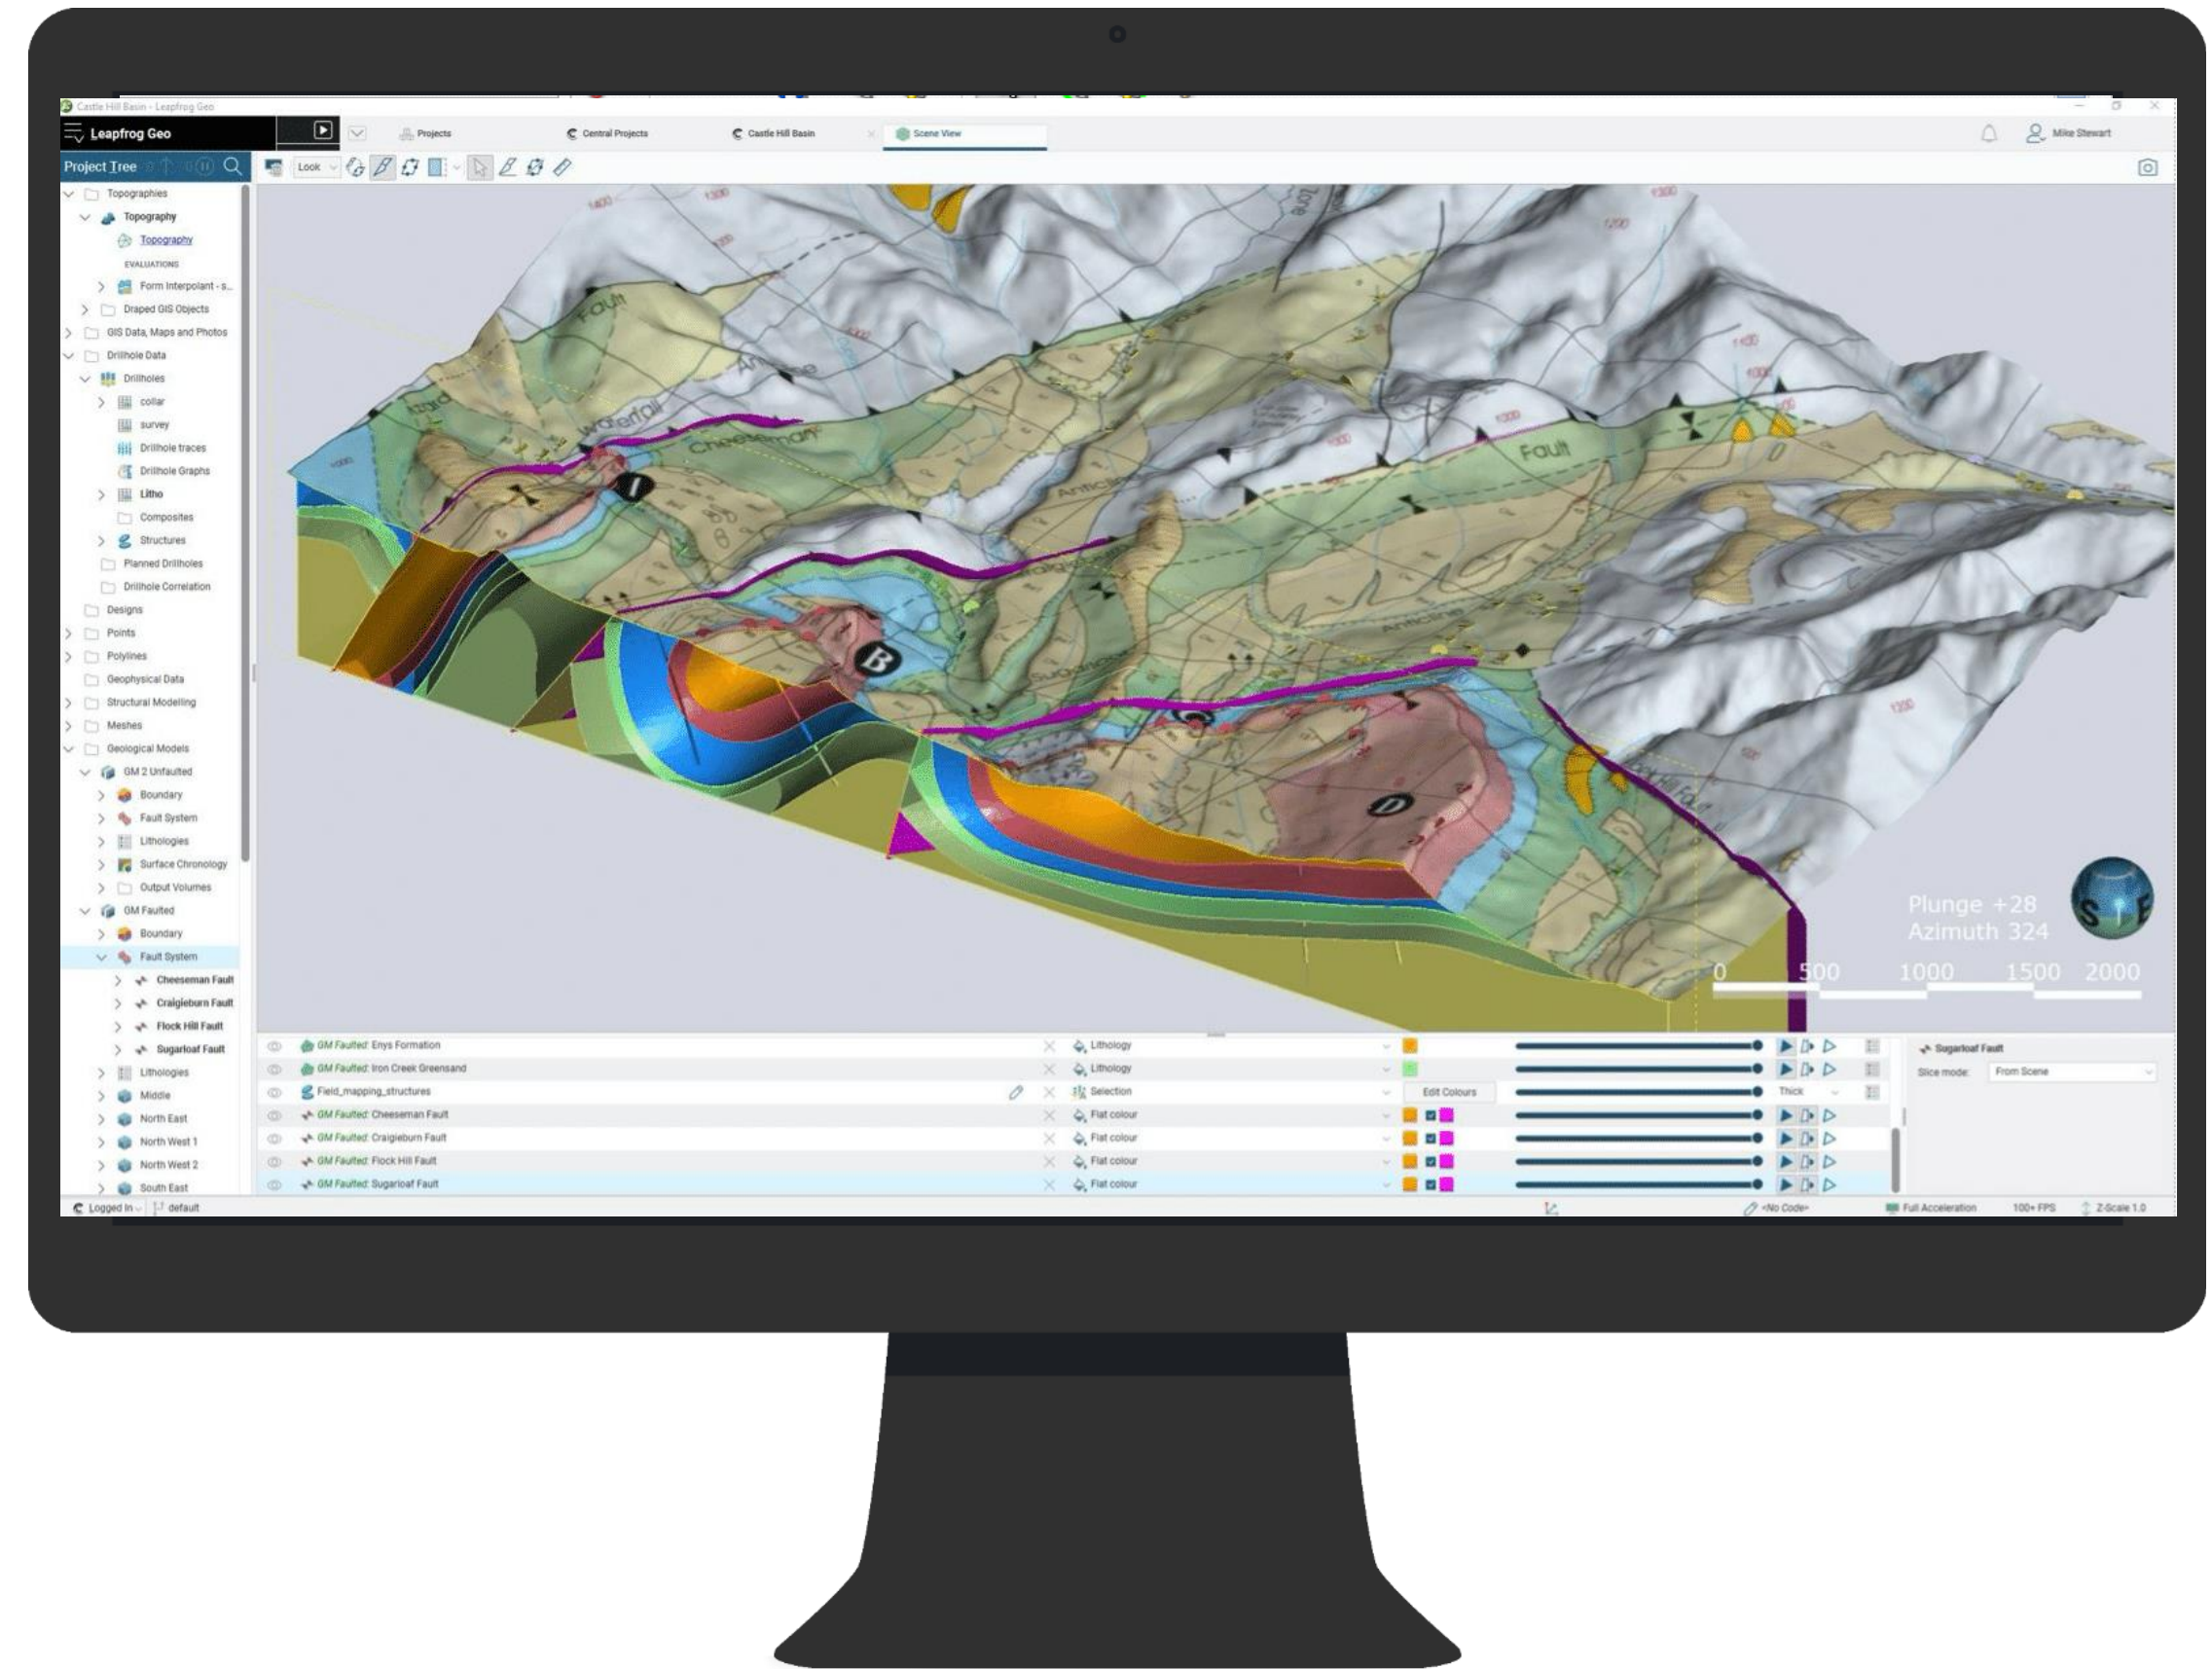 Castle Hill Basin - Leapfrog Geo
Leapfrog Geo
Projects
Central Projects
Castle Hill Basin
Scene View
Mike Stewart
Project Tree
Look
Topographies
Topography
Topography
EVALUATIONS
Form Interpolant - s...
Draped GIS Objects
GIS Data, Maps and Photos
Drillhole Data
Drillholes
collar
survey
Drillhole traces
Drillhole Graphs
Litho
Composites
Structures
Planned Drillholes
Drillhole Correlation
Designs
Points
Polylines
Geophysical Data
Structural Modelling
Meshes
Geological Models
GM 2 Unfaulted
Boundary
Fault System
Lithologies
Surface Chronology
Output Volumes
GM Faulted
Boundary
Fault System
Cheeseman Fault
Craigieburn Fault
Flock Hill Fault
Sugarloaf Fault
Lithologies
Middle
North East
North West 1
North West 2
South East
1300
Fault
Waterfall
Cheeseman
Fault
Anticline
Anticline
I
B
D
Plunge +28
Azimuth 324
S E
0 500 1000 1500 2000
GM Faulted: Enys Formation Lithology
GM Faulted: Iron Creek Greensand Lithology
Field_mapping_structures Selection Edit Colours Thick
GM Faulted: Cheeseman Fault Flat colour
GM Faulted: Craigieburn Fault Flat colour
GM Faulted: Flock Hill Fault Flat colour
GM Faulted: Sugarloaf Fault Flat colour
Sugarloaf Fault
Slice mode: From Scene
Logged In default <No Code> Full Acceleration 100+ FPS Z-Scale 1.0